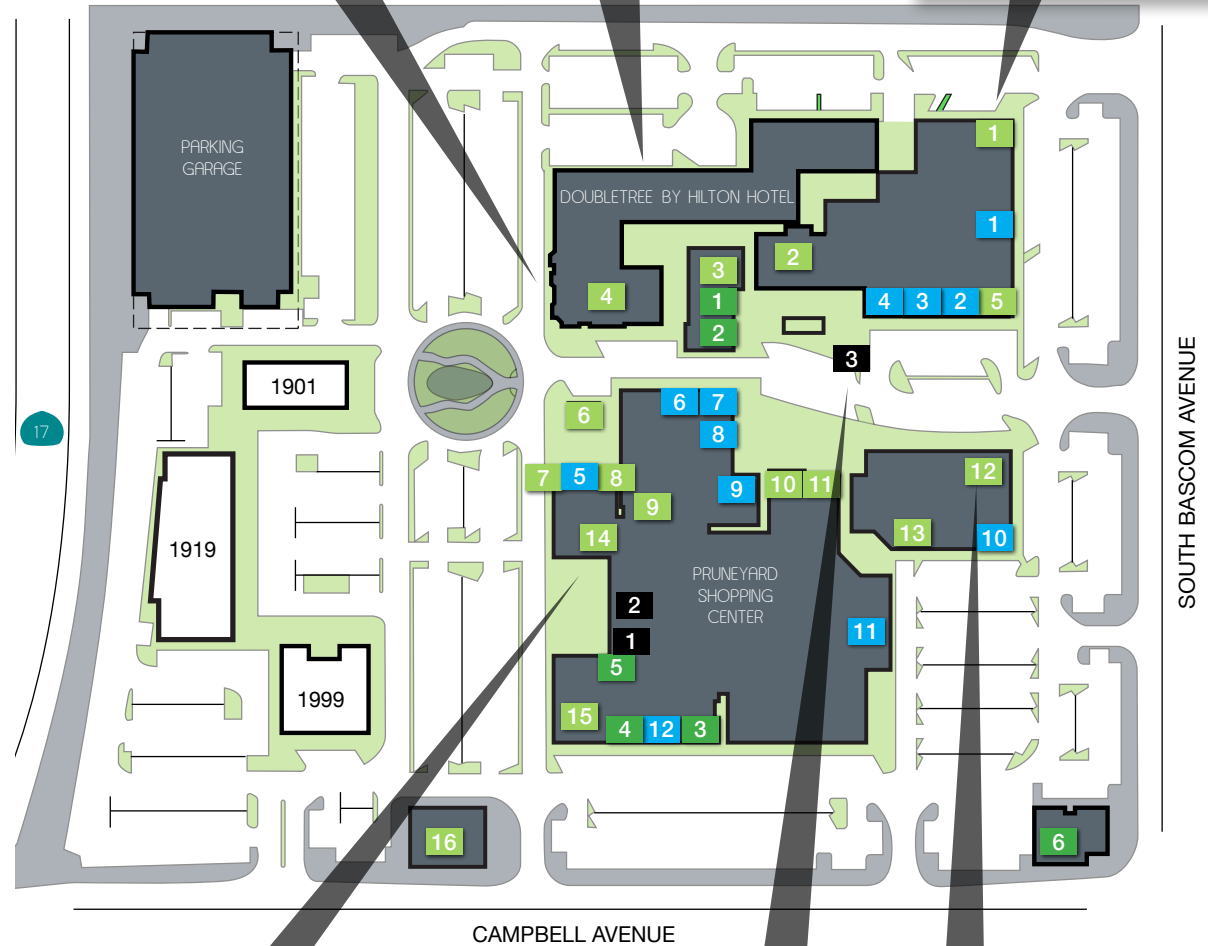 PARKING
GARAGE
1
DOUBLETREE BY HILTON HOTEL
1
2
3
4
1
4 3 2 5
2
3
1901
6 7
6
17
8
12
7 5 8
10 11
9
9
13
10
14
1919
PRUNEYARD
SHOPPING
CENTER
2
11
1
5
1999
15
4 12 3
16
6
SOUTH BASCOM AVENUE
CAMPBELL AVENUE